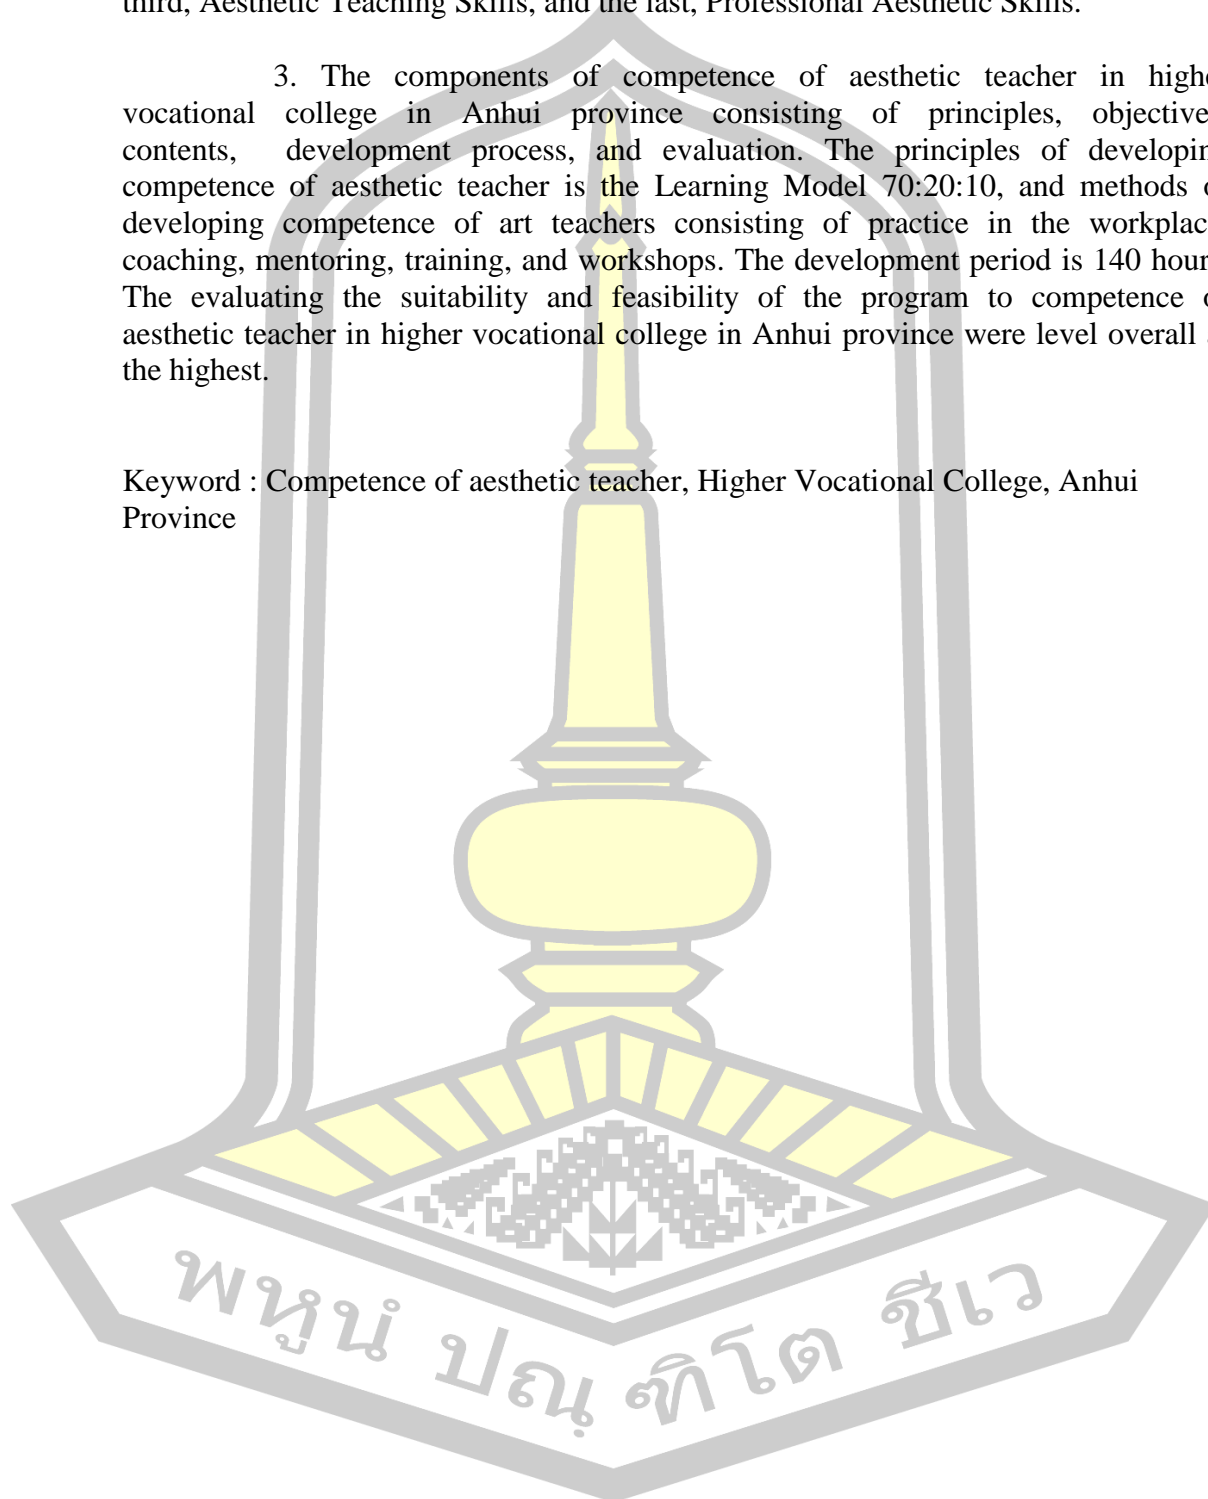 third, Aesthetic Teaching Skills, and the last, Professional Aesthetic Skills.
3. The components of competence of aesthetic teacher in highe
vocational college in Anhui province consisting of principles, objective
contents, development process, and evaluation. The principles of developin
competence of aesthetic teacher is the Learning Model 70:20:10, and methods o
developing competence of art teachers consisting of practice in the workplac
coaching, mentoring, training, and workshops. The development period is 140 hour
The evaluating the suitability and feasibility of the program to competence o
aesthetic teacher in higher vocational college in Anhui province were level overall a
the highest.
Keyword : Competence of aesthetic teacher, Higher Vocational College, Anhui
Province
พหูนํ ปณฺฑิโต ชีเว